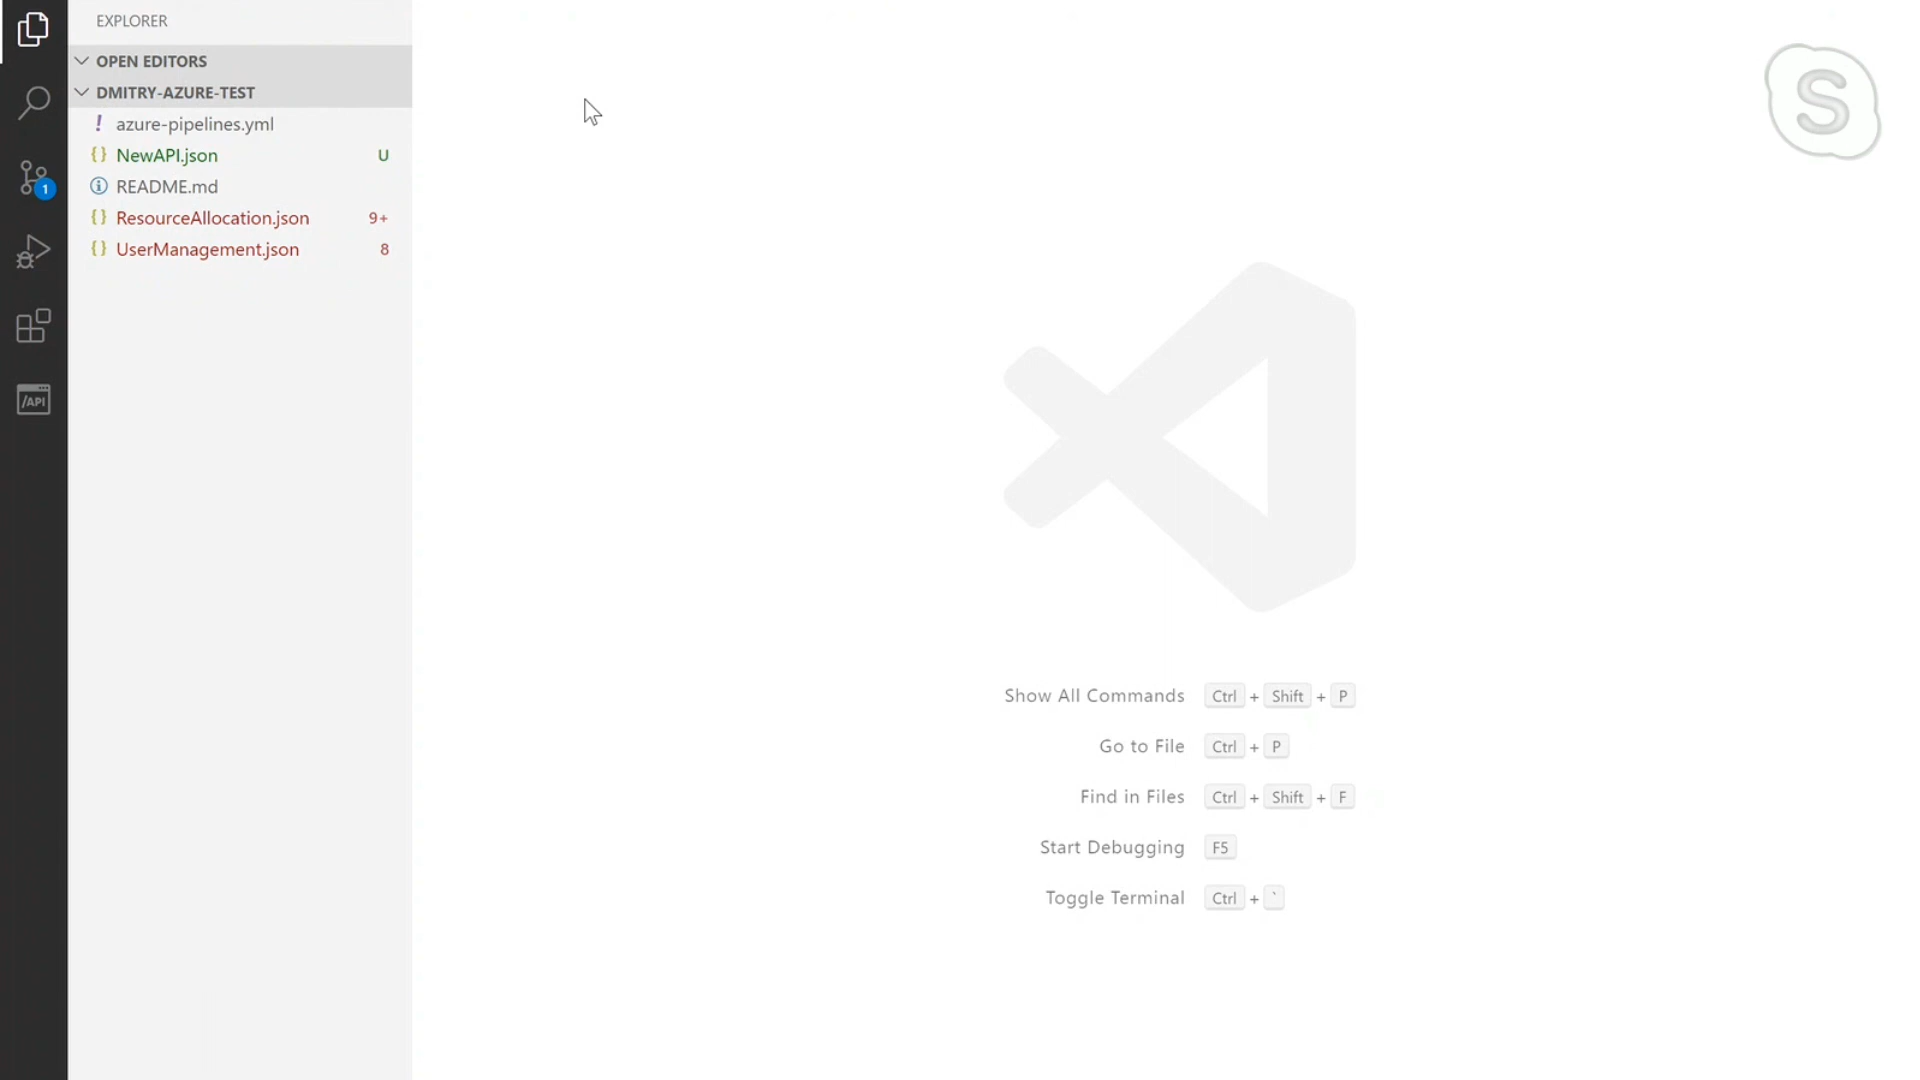 EXPLORER
OPEN EDITORS
DMITRY-AZURE-TEST
! azure-pipelines.yml
{} NewAPI.json U
README.md
{} ResourceAllocation.json 9+
{} UserManagement.json 8
1
/API
S
Show All Commands Ctrl + Shift + P
Go to File Ctrl + P
Find in Files Ctrl + Shift + F
Start Debugging F5
Toggle Terminal Ctrl + `